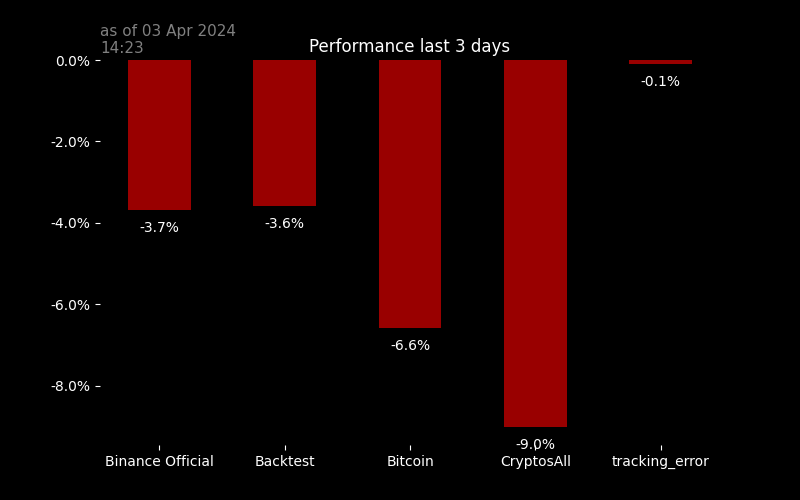 as of 03 Apr 2024
14:23
Performance last 3 days
0.0%
-2.0%
-4.0%
-6.0%
-8.0%
-3.7%
-3.6%
-6.6%
-9.0%
-0.1%
Binance Official
Backtest
Bitcoin
CryptosAll
tracking_error